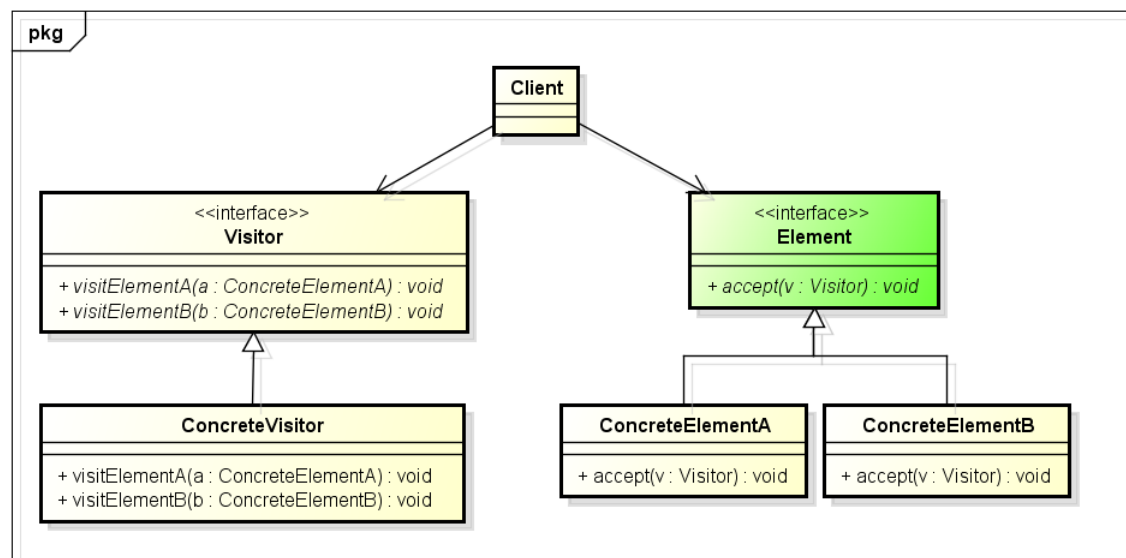 pkg
Client
<<interface>>
Visitor
+ visitElementA(a : ConcreteElementA) : void
+ visitElementB(b : ConcreteElementB) : void
<<interface>>
Element
+ accept(v : Visitor) : void
ConcreteVisitor
+ visitElementA(a : ConcreteElementA) : void
+ visitElementB(b : ConcreteElementB) : void
ConcreteElementA
+ accept(v : Visitor) : void
ConcreteElementB
+ accept(v : Visitor) : void